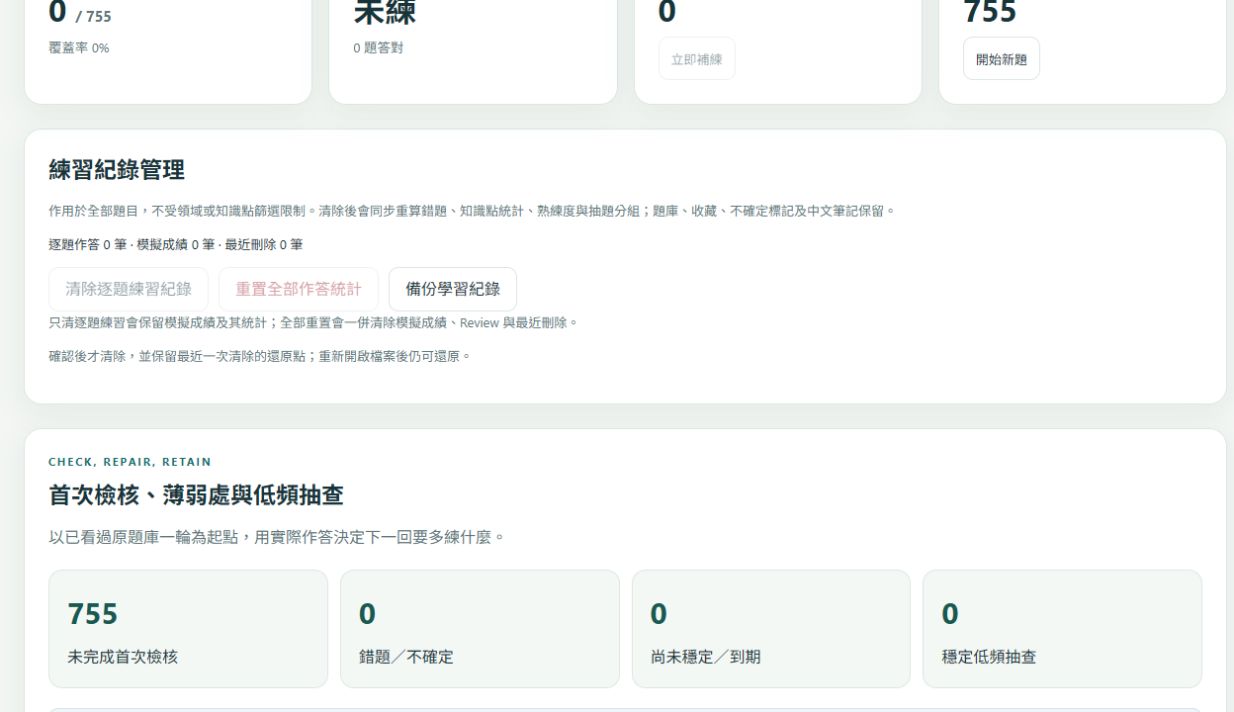 0 / 755
覆蓋率 0%
未練
0 題答對
0
立即補練
755
開始新題
練習紀錄管理
作用於全部題目，不受領域或知識點篩選限制。清除後會同步重算錯題、知識點統計、熟練度與抽題分組；題庫、收藏、不確定標記及中文筆記保留。
逐題作答 0 筆 · 模擬成績 0 筆 · 最近刪除 0 筆
清除逐題練習紀錄
重置全部作答統計
備份學習紀錄
只清逐題練習會保留模擬成績及其統計；全部重置會一併清除模擬成績、Review 與最近刪除。
確認後才清除，並保留最近一次清除的還原點；重新開啟檔案後仍可還原。
CHECK, REPAIR, RETAIN
首次檢核、薄弱處與低頻抽查
以已看過原題庫一輪為起點，用實際作答決定下一回要多練什麼。
755
未完成首次檢核
0
錯題／不確定
0
尚未穩定／到期
0
穩定低頻抽查